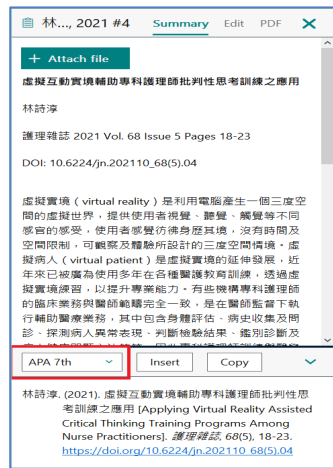 林..., 2021 #4 Summary Edit PDF
+ Attach file
虛擬互動實境輔助專科護理師批判性思考訓練之應用
林詩淳
護理雜誌 2021 Vol. 68 Issue 5 Pages 18-23
DOI: 10.6224/jn.202110_68(5).04
虛擬實境（virtual reality）是利用電腦產生一個三度空
間的虛擬世界，提供使用者視覺、聽覺、觸覺等不同
感官的感受，使用者感覺彷彿身歷其境，沒有時間及
空間限制，可觀察及體驗所設計的三度空間情境。虛
擬病人（virtual patient）是虛擬實境的延伸發展，近
年來已被廣為使用多年在各種醫護教育訓練，透過虛
擬實境練習，以提升專業能力。有些機構專科護理師
的臨床業務與醫師範疇完全一致，是在醫師監督下執
行輔助醫療業務，其中包含身體評估、病史收集及問
診、探測病人異常表現、判斷檢驗結果、鑑別診斷及
APA 7th Insert Copy
林詩淳. (2021). 虛擬互動實境輔助專科護理師批判性思
考訓練之應用 [Applying Virtual Reality Assisted
Critical Thinking Training Programs Among
Nurse Practitioners]. 護理雜誌, 68(5), 18-23.
https://doi.org/10.6224/jn.202110_68(5).04